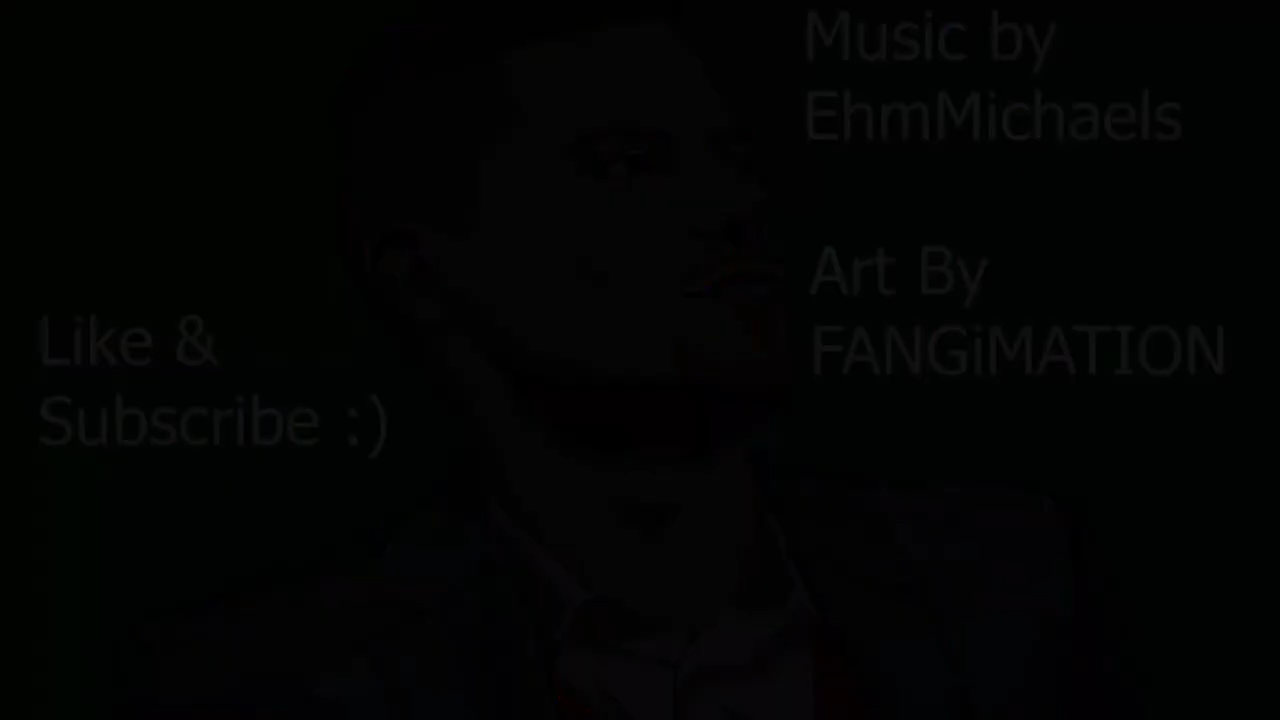 Music by
EhmMichaels
Art By
FANGiMATION
Like &
Subscribe :)